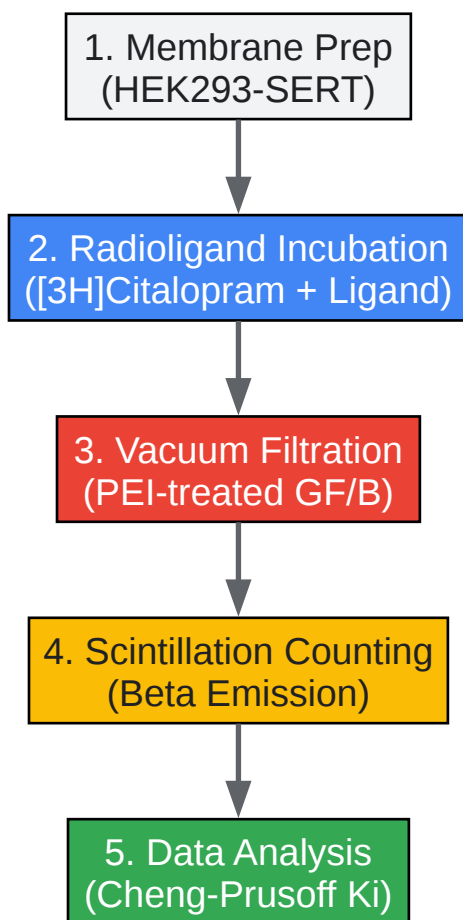 1. Membrane Prep
(HEK293-SERT)
2. Radioligand Incubation
([3H]Citalopram + Ligand)
3. Vacuum Filtration
(PEI-treated GF/B)
4. Scintillation Counting
(Beta Emission)
5. Data Analysis
(Cheng-Prusoff Ki)